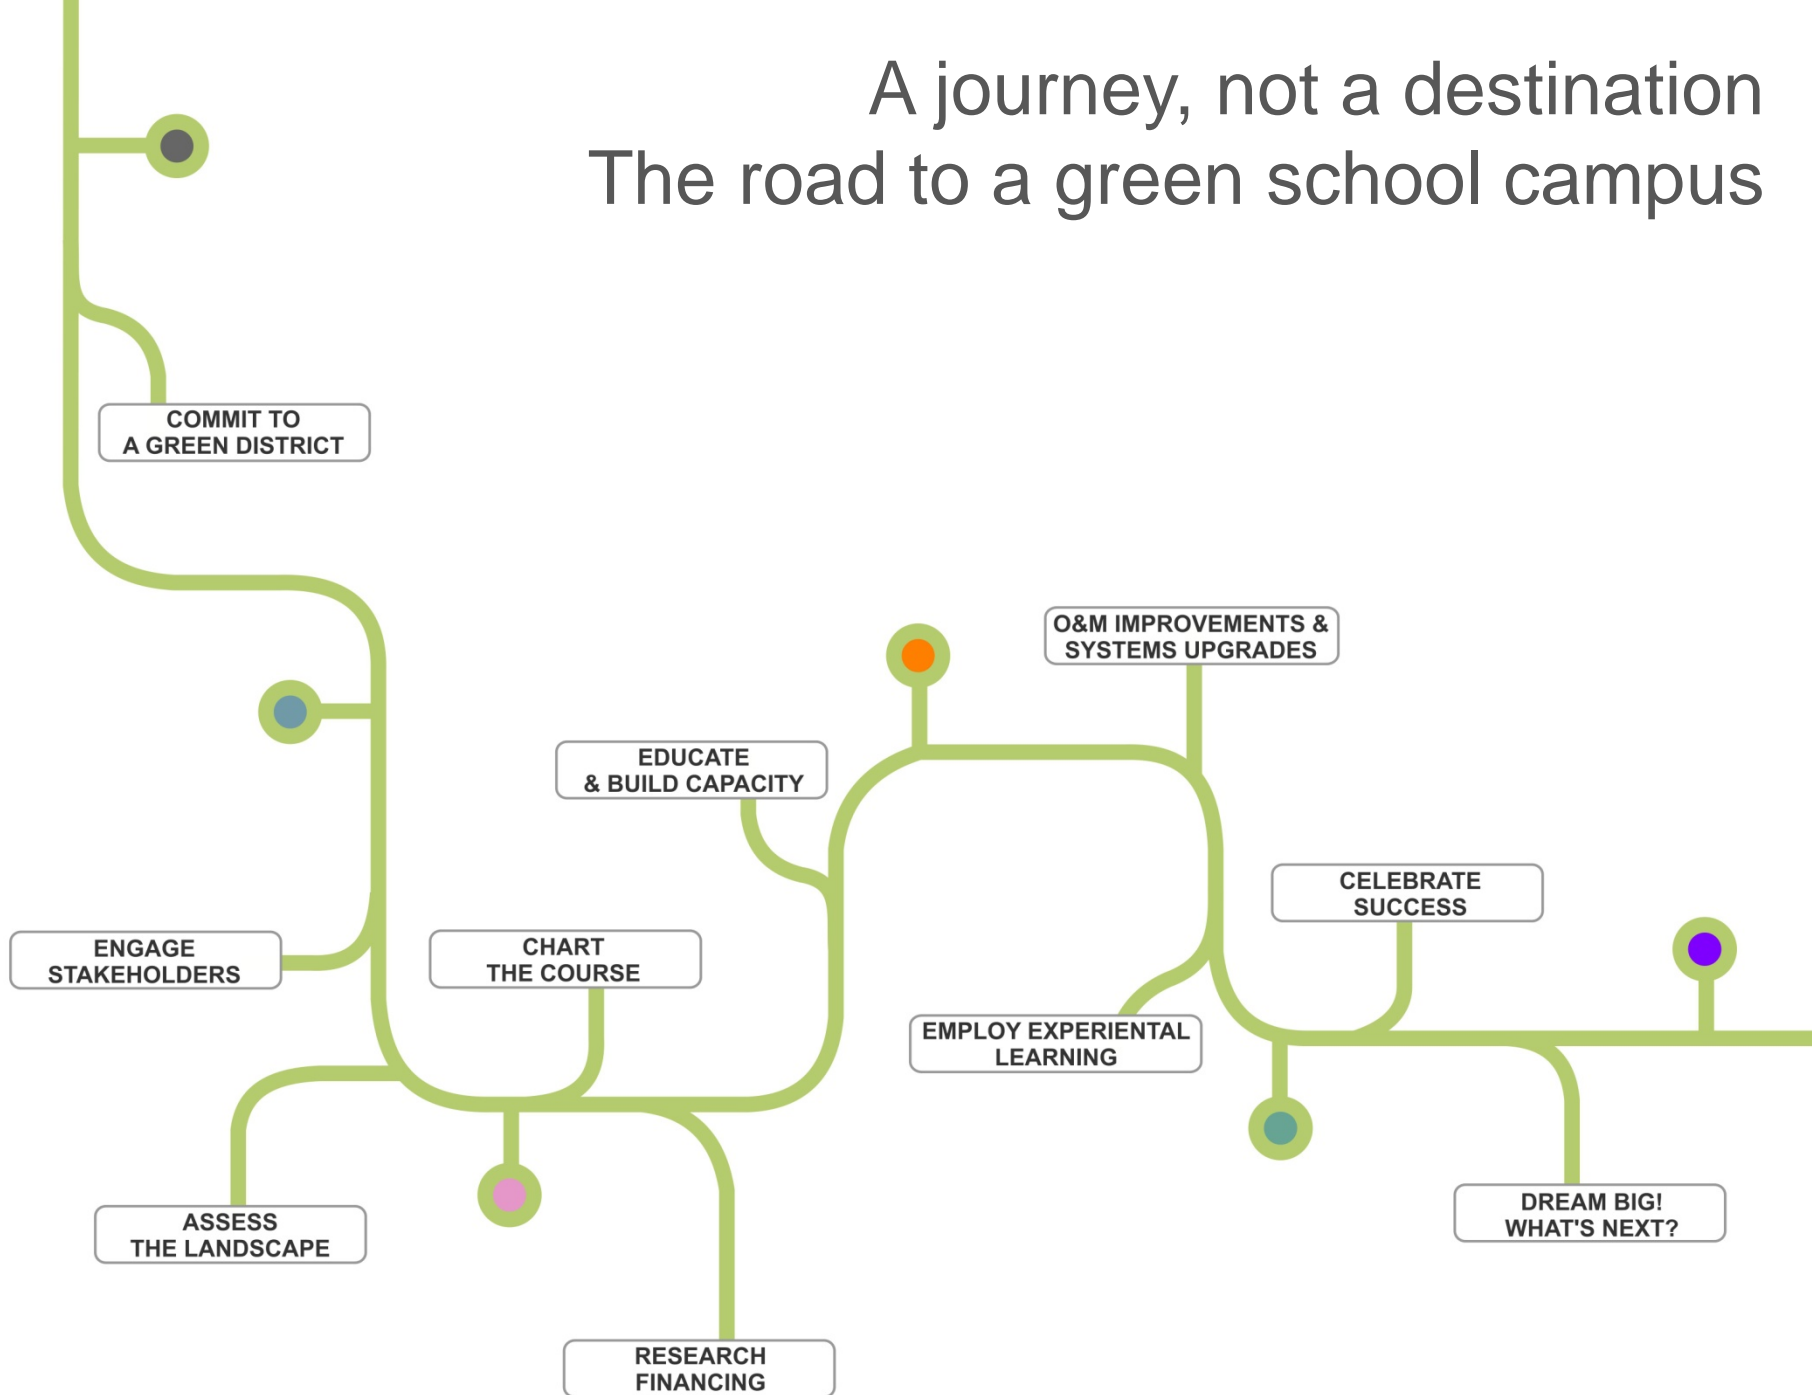 A journey, not a destination
The road to a green school campus
COMMIT TO
A GREEN DISTRICT
O&M IMPROVEMENTS &
SYSTEMS UPGRADES
EDUCATE
& BUILD CAPACITY
CELEBRATE
SUCCESS
ENGAGE
STAKEHOLDERS
CHART
THE COURSE
EMPLOY EXPERIENTAL
LEARNING
ASSESS
THE LANDSCAPE
DREAM BIG!
WHAT'S NEXT?
RESEARCH
FINANCING